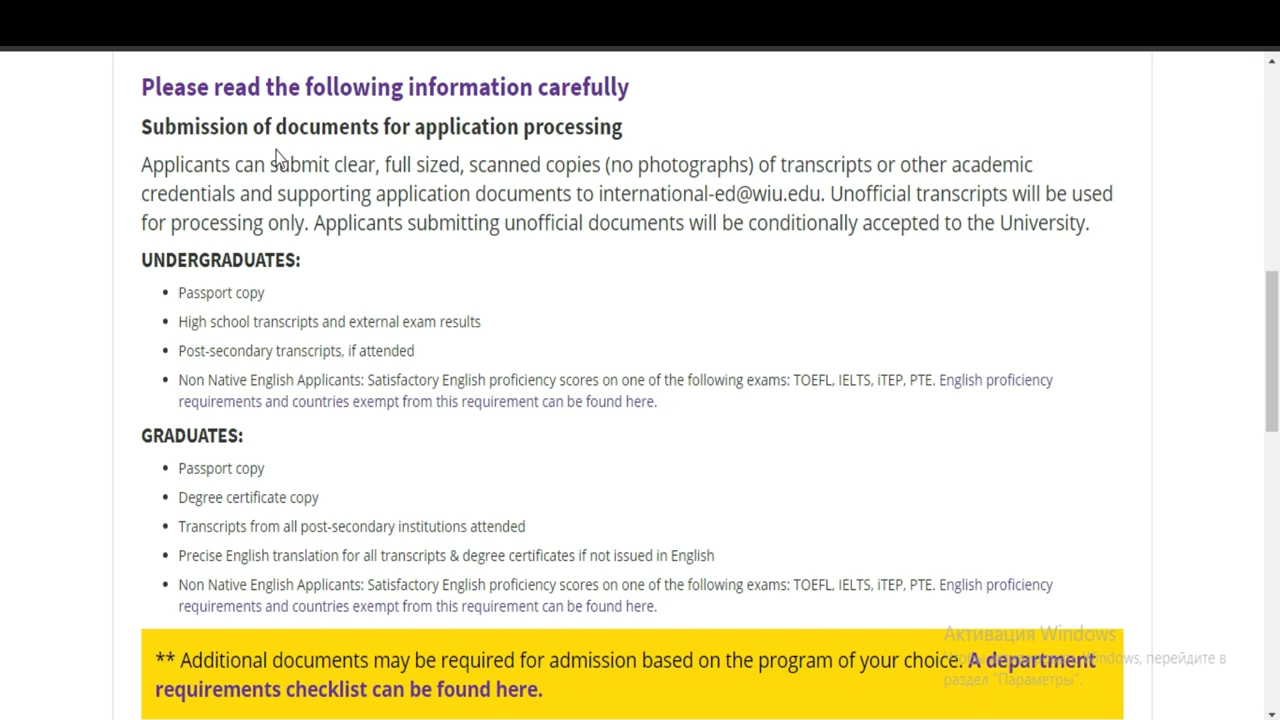 Please read the following information carefully
Submission of documents for application processing
Applicants can submit clear, full sized, scanned copies (no photographs) of transcripts or other academic
credentials and supporting application documents to international-ed@wiu.edu. Unofficial transcripts will be used
for processing only. Applicants submitting unofficial documents will be conditionally accepted to the University.
UNDERGRADUATES:
• Passport copy
• High school transcripts and external exam results
• Post-secondary transcripts, if attended
• Non Native English Applicants: Satisfactory English proficiency scores on one of the following exams: TOEFL, IELTS, iTEP, PTE. English proficiency
requirements and countries exempt from this requirement can be found here.
GRADUATES:
• Passport copy
• Degree certificate copy
• Transcripts from all post-secondary institutions attended
• Precise English translation for all transcripts & degree certificates if not issued in English
• Non Native English Applicants: Satisfactory English proficiency scores on one of the following exams: TOEFL, IELTS, iTEP, PTE. English proficiency
requirements and countries exempt from this requirement can be found here.
** Additional documents may be required for admission based on the program of your choice. A department
requirements checklist can be found here.
Активация Windows
Windows, перейдите в
раздел "Параметры".